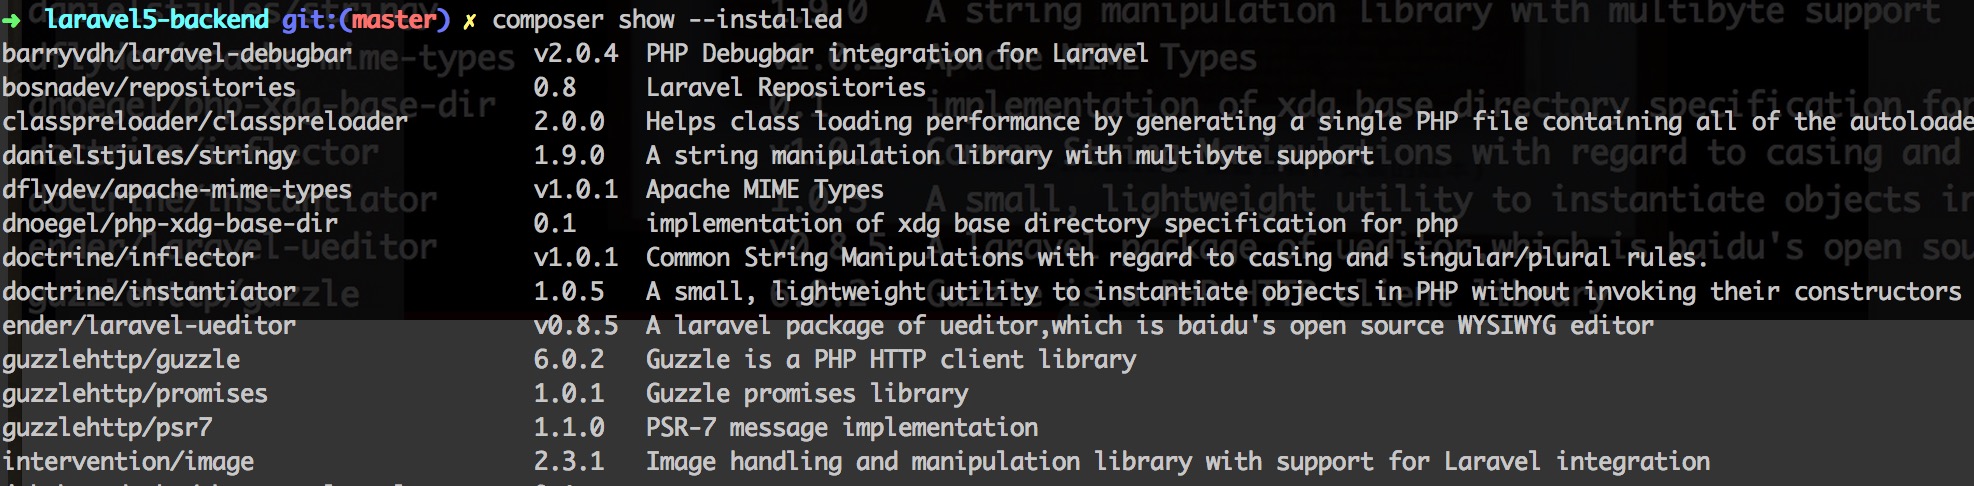 ➜ laravel5-backend git:(master) ✗ composer show --installed
barryvdh/laravel-debugbar v2.0.4 PHP Debugbar integration for Laravel
bosnadev/repositories 0.8 Laravel Repositories
classpreloader/classpreloader 2.0.0 Helps class loading performance by generating a single PHP file containing all of the autoloade
danielstjules/stringy 1.9.0 A string manipulation library with multibyte support
dflydev/apache-mime-types v1.0.1 Apache MIME Types
dnoegel/php-xdg-base-dir 0.1 implementation of xdg base directory specification for php
doctrine/inflector v1.0.1 Common String Manipulations with regard to casing and singular/plural rules.
doctrine/instantiator 1.0.5 A small, lightweight utility to instantiate objects in PHP without invoking their constructors
ender/laravel-ueditor v0.8.5 A laravel package of ueditor,which is baidu's open source WYSIWYG editor
guzzlehttp/guzzle 6.0.2 Guzzle is a PHP HTTP client library
guzzlehttp/promises 1.0.1 Guzzle promises library
guzzlehttp/psr7 1.1.0 PSR-7 message implementation
intervention/image 2.3.1 Image handling and manipulation library with support for Laravel integration